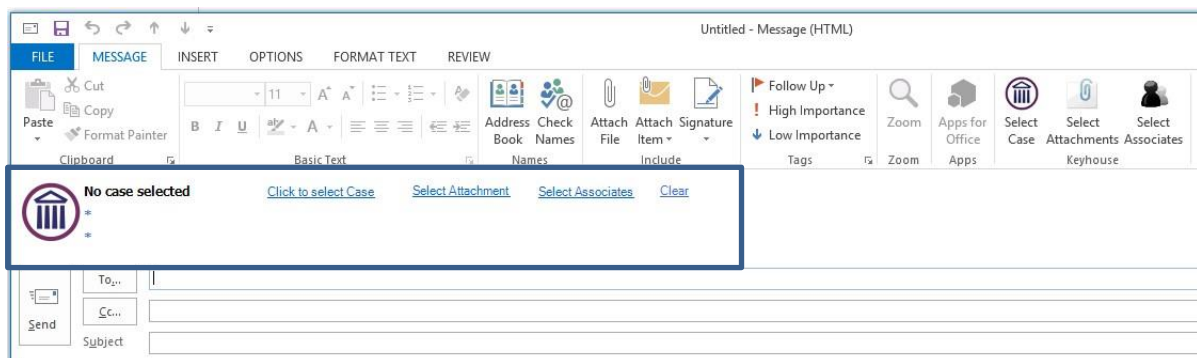 Untitled - Message (HTML)
FILE MESSAGE INSERT OPTIONS FORMAT TEXT REVIEW
Paste
Cut
Copy
Format Painter
Clipboard
11
B I U
Basic Text
Address Book
Check Names
Names
Attach File
Attach Item
Signature
Include
Follow Up
High Importance
Low Importance
Tags
Zoom
Zoom
Apps for Office
Apps
Select Case
Select Attachments
Select Associates
Keyhouse
No case selected Click to select Case Select Attachment Select Associates Clear
*
*
Send
To...
Cc...
Subject